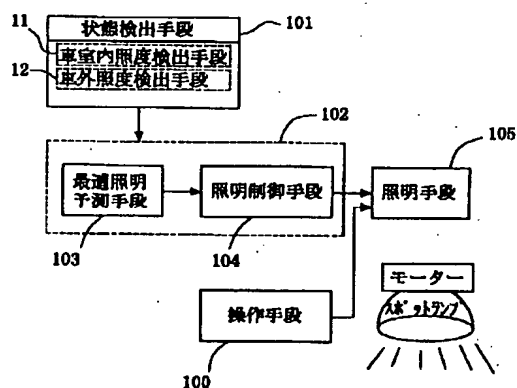 状態検出手段
101
11
車室内照度検出手段
12
車外照度検出手段
102
105
最適照明
予測手段
照明制御手段
照明手段
103
104
モーター
スポットランプ
操作手段
100